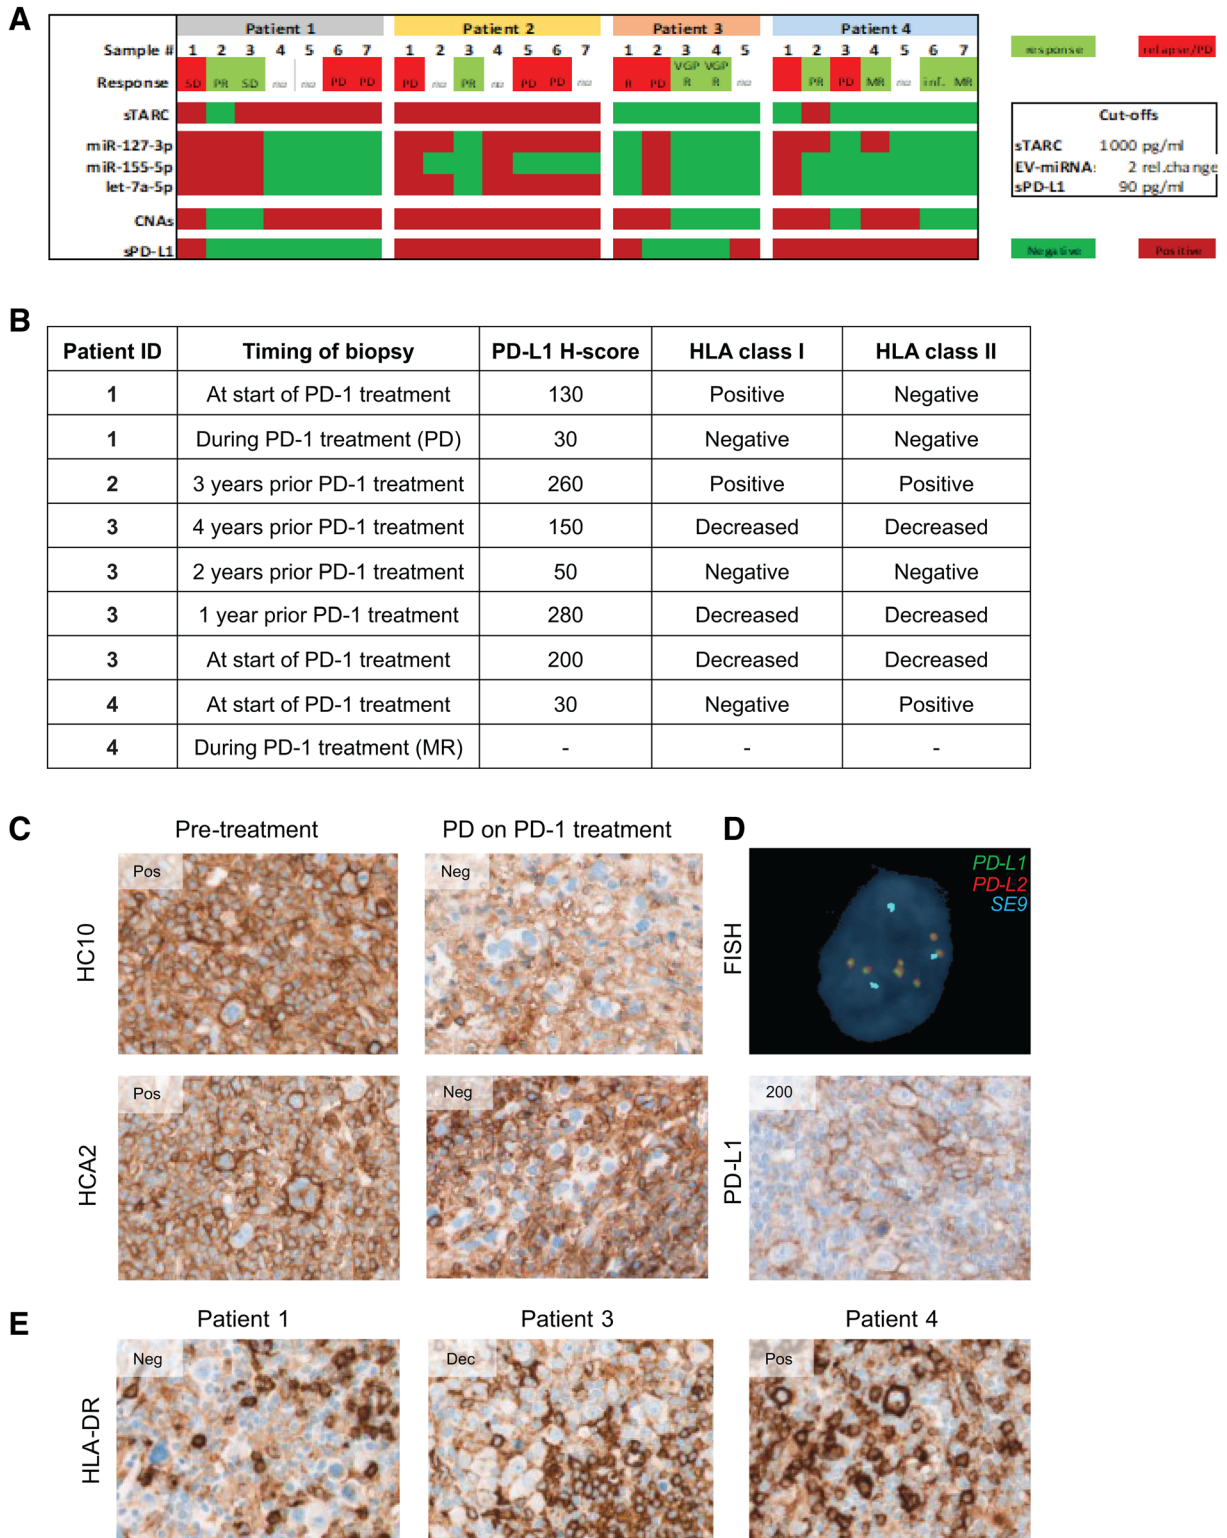 A
Patient 1 Patient 2 Patient 3 Patient 4
Sample # 1 2 3 4 5 6 7 1 2 3 4 5 6 7 1 2 3 4 5 1 2 3 4 5 6 7
Response SD PR SD na na PD PD PD na PR na PD PD na R PD VGP R VGP R na PR PD MR na inf. MR
response relapse/PD
sTARC
miR-127-3p
miR-155-5p
let-7a-5p
CNAs
sPD-L1
Cut-offs
sTARC 1000 pg/ml
EV-miRNA: 2 rel.change
sPD-L1 90 pg/ml
Negative Positive
B
Patient ID Timing of biopsy PD-L1 H-score HLA class I HLA class II
1 At start of PD-1 treatment 130 Positive Negative
1 During PD-1 treatment (PD) 30 Negative Negative
2 3 years prior PD-1 treatment 260 Positive Positive
3 4 years prior PD-1 treatment 150 Decreased Decreased
3 2 years prior PD-1 treatment 50 Negative Negative
3 1 year prior PD-1 treatment 280 Decreased Decreased
3 At start of PD-1 treatment 200 Decreased Decreased
4 At start of PD-1 treatment 30 Negative Positive
4 During PD-1 treatment (MR) - - -
C
Pre-treatment PD on PD-1 treatment
HC10
Pos Neg
HCA2
Pos Neg
D
FISH
PD-L1
PD-L2
SE9
PD-L1
200
E
Patient 1 Patient 3 Patient 4
HLA-DR
Neg Dec Pos